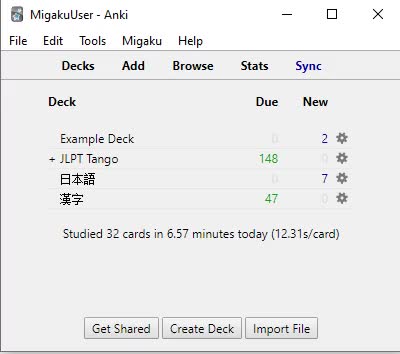 MigakuUser - Anki
File Edit Tools Migaku Help
Decks Add Browse Stats Sync
Deck Due New
Example Deck 0 2
+ JLPT Tango 148 0
日本語 0 7
漢字 47 0
Studied 32 cards in 6.57 minutes today (12.31s/card)
Get Shared Create Deck Import File